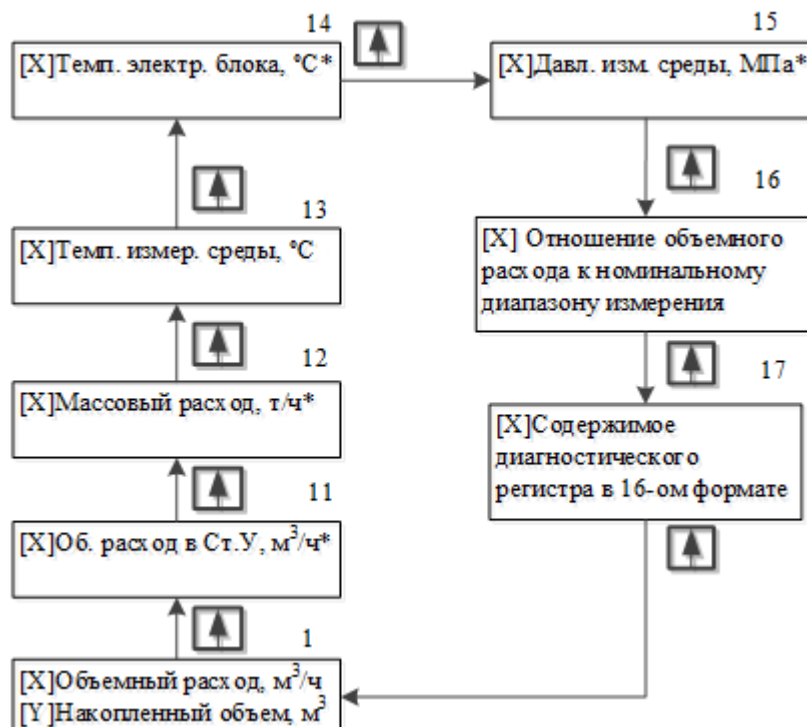 14
[X]Темп. электр. блока, °С*
15
[X]Давл. изм. среды, МПа*
13
[X]Темп. измер. среды, °С
16
[X] Отношение объемного
расхода к номинальному
диапазону измерения
12
[X]Массовый расход, т/ч*
17
[X]Содержимое
диагностического
регистра в 16-ом формате
11
[X]Об. расход в Ст.У, м³/ч*
1
[X]Объемный расход, м³/ч
[Y]Накопленный объем, м³